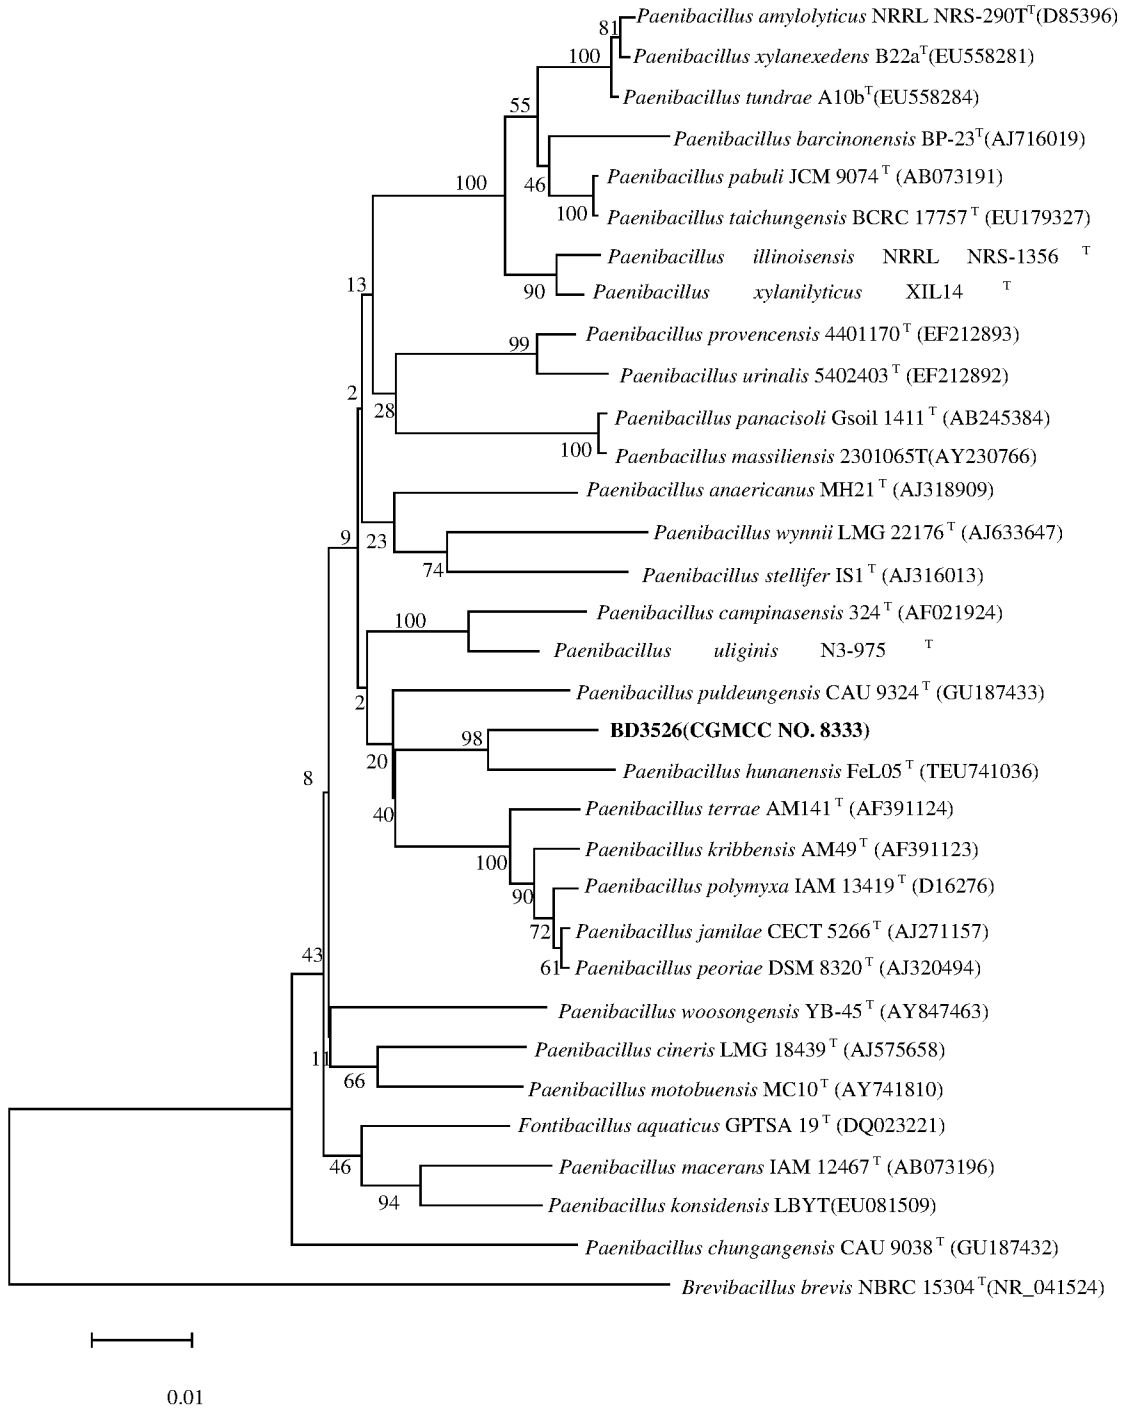 Paenibacillus amylolyticus NRRL NRS-290T^T(D85396)
81
Paenibacillus xylanexedens B22a^T(EU558281)
100
Paenibacillus tundrae A10b^T(EU558284)
55
Paenibacillus barcinonensis BP-23^T(AJ716019)
Paenibacillus pabuli JCM 9074^T (AB073191)
100
46
Paenibacillus taichungensis BCRC 17757^T (EU179327)
100
Paenibacillus illinoisensis NRRL NRS-1356 ^T
Paenibacillus xylanilyticus XIL14 ^T
90
13
Paenibacillus provencensis 4401170^T (EF212893)
99
Paenibacillus urinalis 5402403^T (EF212892)
2
28
Paenibacillus panacisoli Gsoil 1411^T (AB245384)
100
Paenbacillus massiliensis 2301065T(AY230766)
Paenibacillus anaericanus MH21^T (AJ318909)
Paenibacillus wynnii LMG 22176^T (AJ633647)
9
23
74
Paenibacillus stellifer IS1^T (AJ316013)
Paenibacillus campinasensis 324^T (AF021924)
100
Paenibacillus uliginis N3-975 ^T
Paenibacillus puldeungensis CAU 9324^T (GU187433)
2
BD3526(CGMCC NO. 8333)
98
20
Paenibacillus hunanensis FeL05^T (TEU741036)
8
Paenibacillus terrae AM141^T (AF391124)
40
Paenibacillus kribbensis AM49^T (AF391123)
100
Paenibacillus polymyxa IAM 13419^T (D16276)
90
Paenibacillus jamilae CECT 5266^T (AJ271157)
72
43
Paenibacillus peoriae DSM 8320^T (AJ320494)
61
Paenibacillus woosongensis YB-45^T (AY847463)
Paenibacillus cineris LMG 18439^T (AJ575658)
11
66
Paenibacillus motobuensis MC10^T (AY741810)
Fontibacillus aquaticus GPTSA 19^T (DQ023221)
46
Paenibacillus macerans IAM 12467^T (AB073196)
94
Paenibacillus konsidensis LBYT(EU081509)
Paenibacillus chungangensis CAU 9038^T (GU187432)
Brevibacillus brevis NBRC 15304^T(NR_041524)
0.01